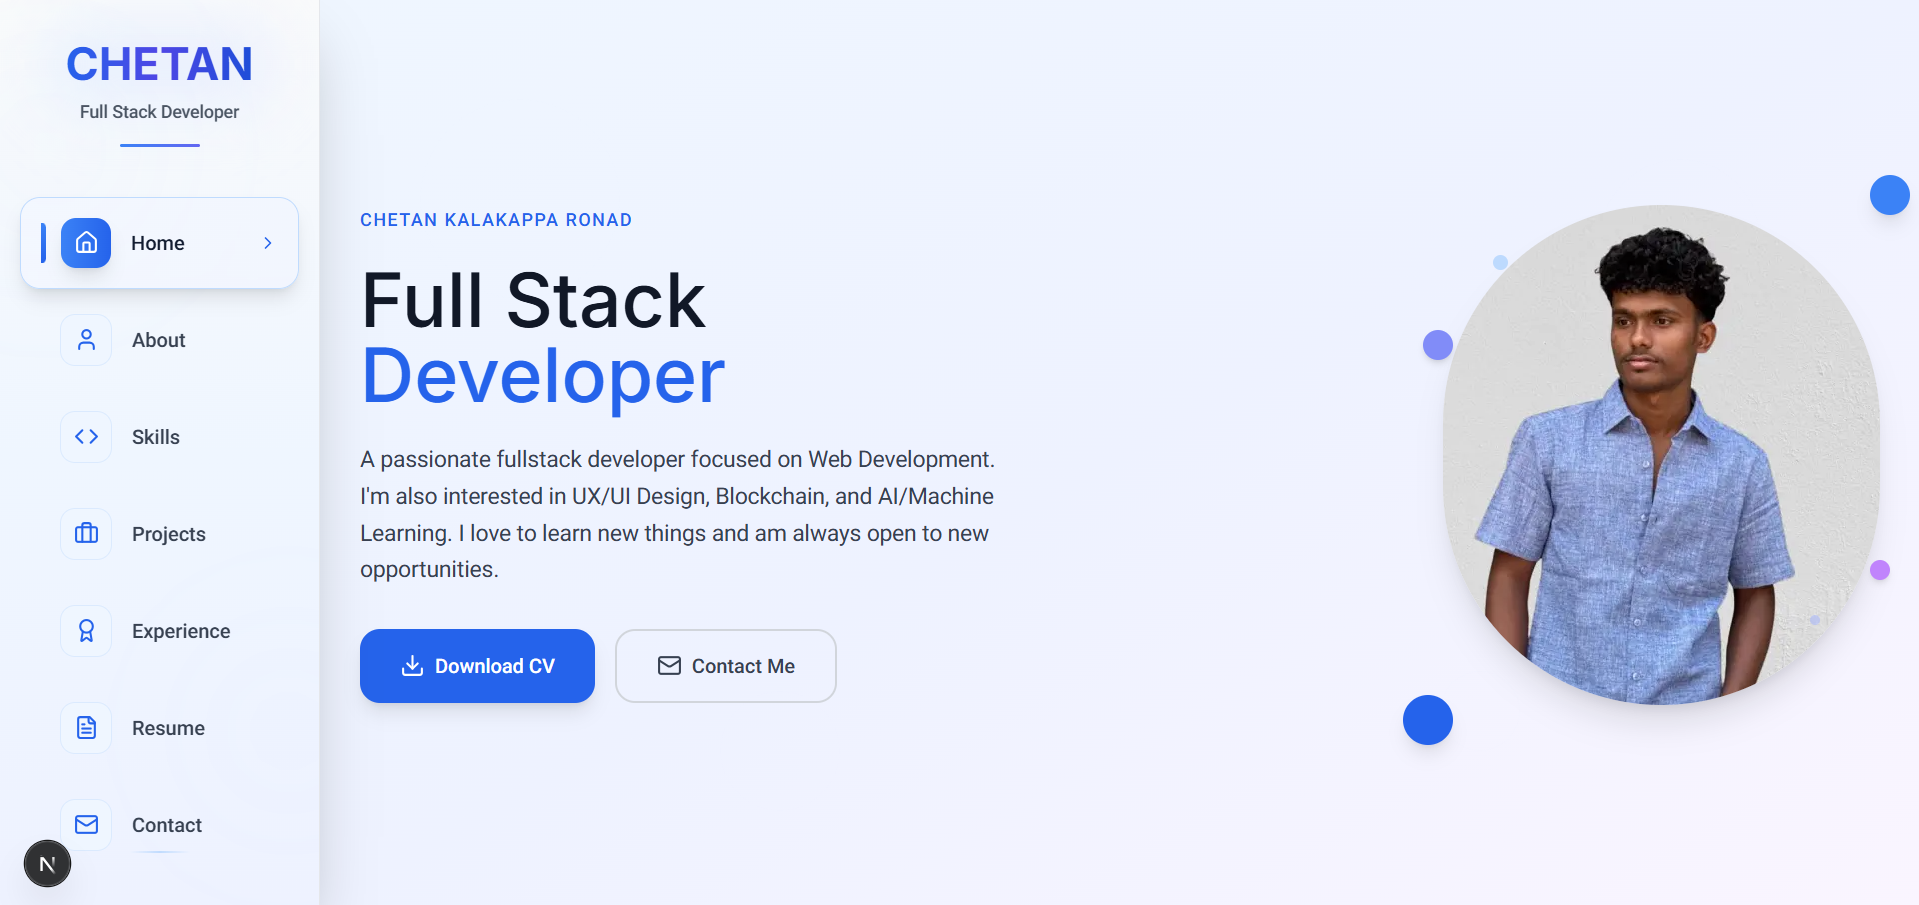 CHETAN
Full Stack Developer
Home
About
Skills
Projects
Experience
Resume
Contact
N
CHETAN KALAKAPPA RONAD
Full Stack
Developer
A passionate fullstack developer focused on Web Development.
I'm also interested in UX/UI Design, Blockchain, and AI/Machine
Learning. I love to learn new things and am always open to new
opportunities.
Download CV
Contact Me